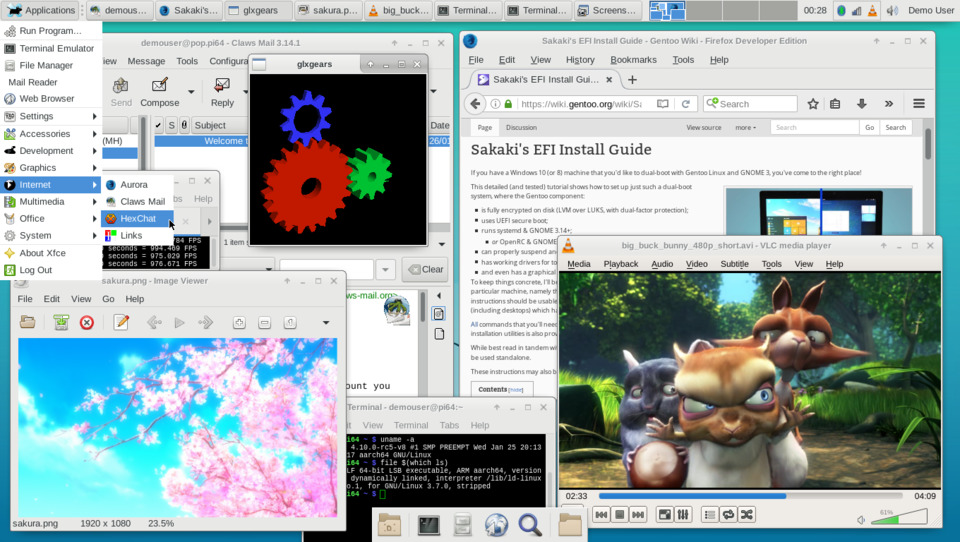 Applications
demous...
Sakaki's...
glxgears
sakura.p...
big_buck...
Terminal...
Terminal...
Screens...
00:28
Demo User
Run Program...
Terminal Emulator
File Manager
Mail Reader
Web Browser
Settings
Accessories
Development
Graphics
Internet
Multimedia
Office
System
About Xfce
Log Out
Aurora
Claws Mail
HexChat
Links
demouser@pop.pi64 - Claws Mail 3.14.1
iew Message Tools Configura
Send Compose Reply
(MH)
S Subject Date
Welcome t 26/01
bs Help
784 FPS
seconds = 994.469 FPS
seconds = 975.029 FPS
seconds = 976.671 FPS
1 item s
Clear
ws-mail.org>
ount you
glxgears
Sakaki's EFI Install Guide - Gentoo Wiki - Firefox Developer Edition
File Edit View History Bookmarks Tools Help
Sakaki's EFI Install Gui...
https://wiki.gentoo.org/wiki/Sa
Search
Page Discussion View source more Search Go Search
Sakaki's EFI Install Guide
If you have a Windows 10 (or 8) machine that you'd like to dual-boot with Gentoo Linux and GNOME 3, you've come to the right place!
This detailed (and tested) tutorial shows how to set up just such a dual-boot
system, where the Gentoo component:
is fully encrypted on disk (LVM over LUKS, with dual-factor protection);
uses UEFI secure boot;
runs systemd & GNOME 3.14+;
or OpenRC & GNOME
can properly suspend an
has working drivers for to
and even has a graphical
To keep things concrete, I'll b
particular machine, namely th
instructions should be usable
(including desktops) which ha
All commands that you'll need
installation utilities is also prov
While best read in tandem wit
be used standalone.
These instructions may also b
Contents [hide]
sakura.png - Image Viewer
File Edit View Go Help
sakura.png 1920 x 1080 23.5%
Terminal - demouser@pi64:~
t View Terminal Tabs Help
i64 ~ $ uname -a
4.10.0-rc5-v8 #1 SMP PREEMPT Wed Jan 25 20:13
17 aarch64 GNU/Linux
i64 ~ $ file $(which ls)
LF 64-bit LSB executable, ARM aarch64, version
dynamically linked, interpreter /lib/ld-linux
o.1, for GNU/Linux 3.7.0, stripped
i64 ~ $
big_buck_bunny_480p_short.avi - VLC media player
Media Playback Audio Video Subtitle Tools View Help
02:33 04:09
61%